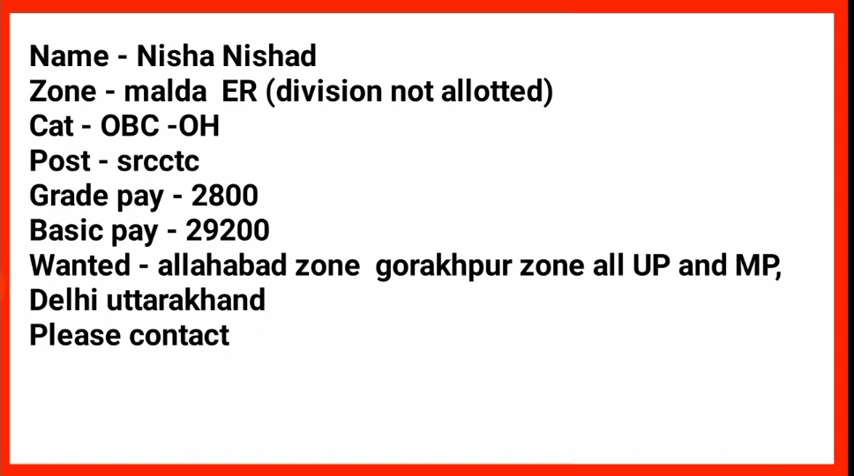 Name - Nisha Nishad
Zone - malda ER (division not allotted)
Cat - OBC -OH
Post - srcctc
Grade pay - 2800
Basic pay - 29200
Wanted - allahabad zone gorakhpur zone all UP and MP,
Delhi uttarakhand
Please contact